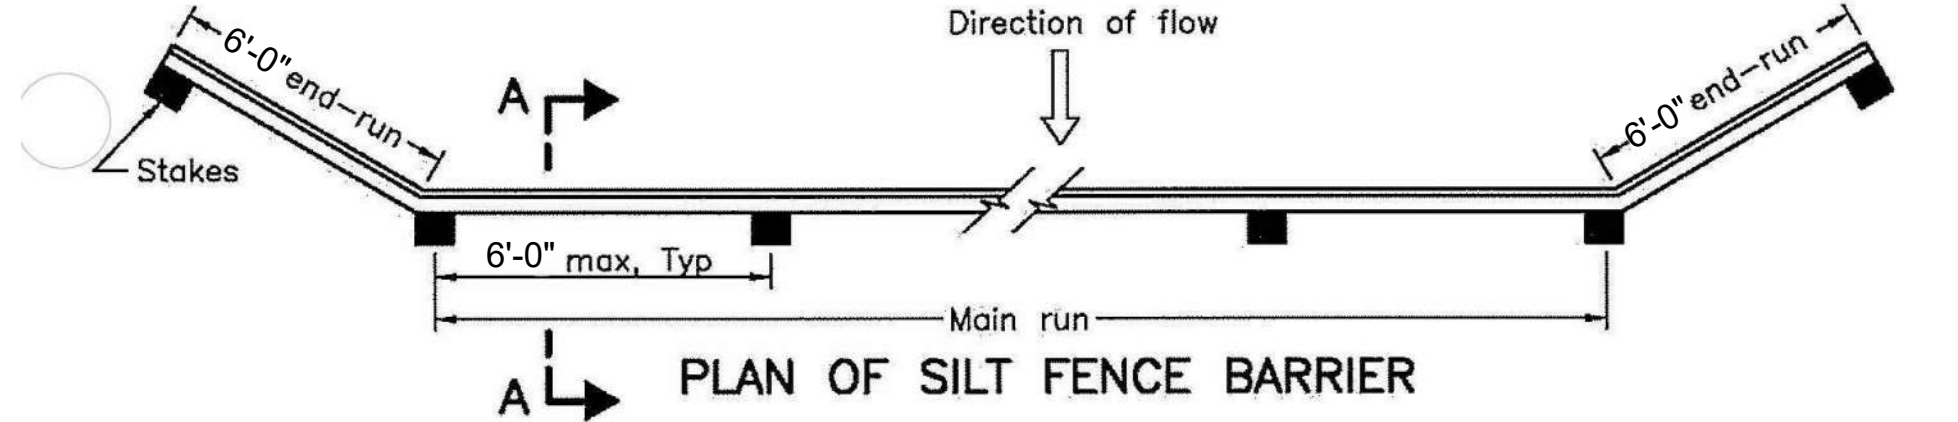 Direction of flow
6'-0" end-run
6'-0" end-run
A
Stakes
6'-0" max, Typ
Main run
A
PLAN OF SILT FENCE BARRIER